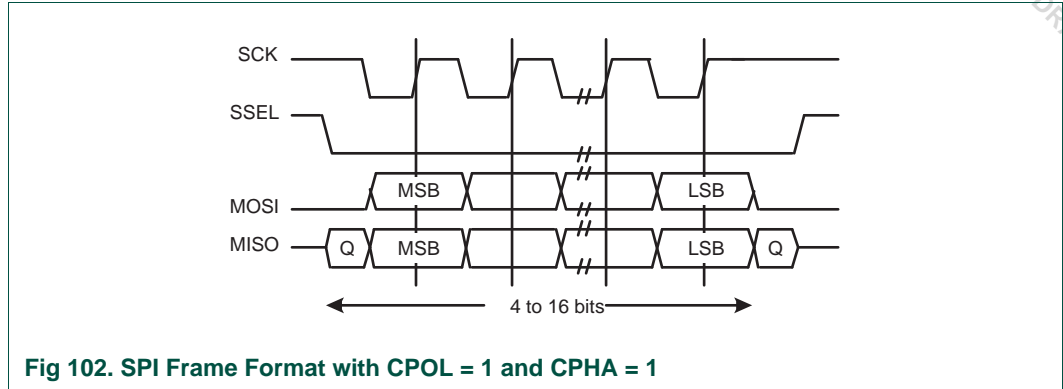 SCK
SSEL
MSB LSB
MOSI
MISO Q MSB LSB Q
4 to 16 bits
Fig 102. SPI Frame Format with CPOL = 1 and CPHA = 1